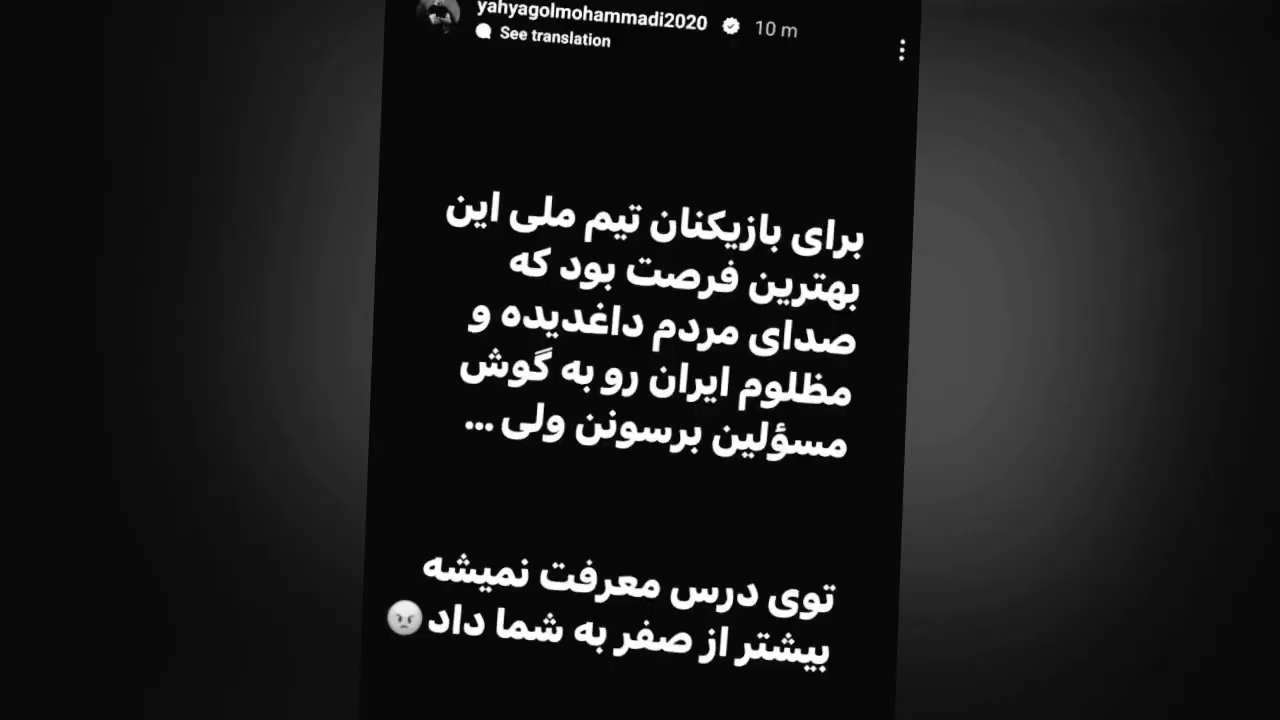 yahyagolmohammadi2020 10 m
See translation
برای بازیکنان تیم ملی این
بهترین فرصت بود که
صدای مردم داغدیده و
مظلوم ایران رو به گوش
مسؤلین برسونن ولی ...
توی درس معرفت نمیشه
بیشتر از صفر به شما داد😠